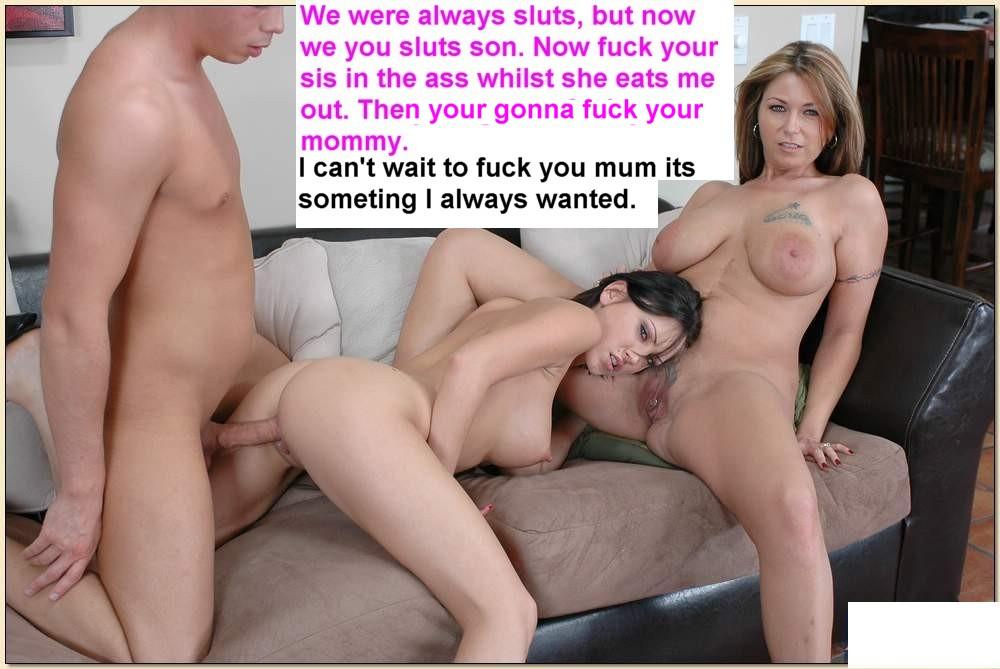 We were always sluts, but now
we you sluts son. Now fuck your
sis in the ass whilst she eats me
out. Then your gonna fuck your
mommy.
I can't wait to fuck you mum its
someting I always wanted.